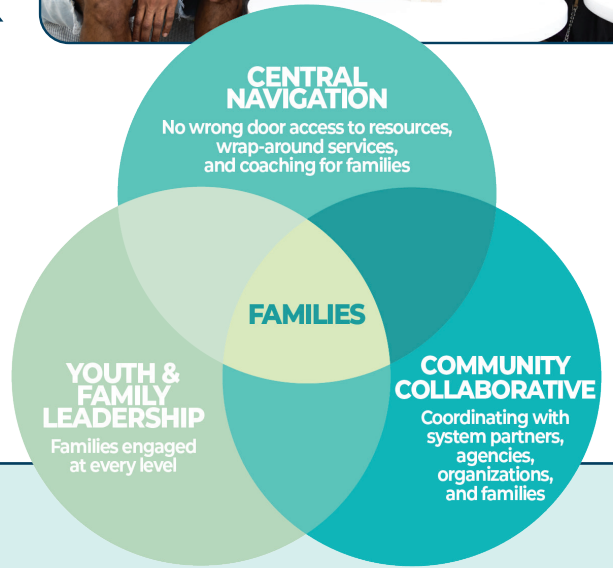 CENTRAL
NAVIGATION
No wrong door access to resources,
wrap-around services,
and coaching for families
FAMILIES
YOUTH &
FAMILY
LEADERSHIP
Families engaged
at every level
COMMUNITY
COLLABORATIVE
Coordinating with
system partners,
agencies,
organizations,
and families